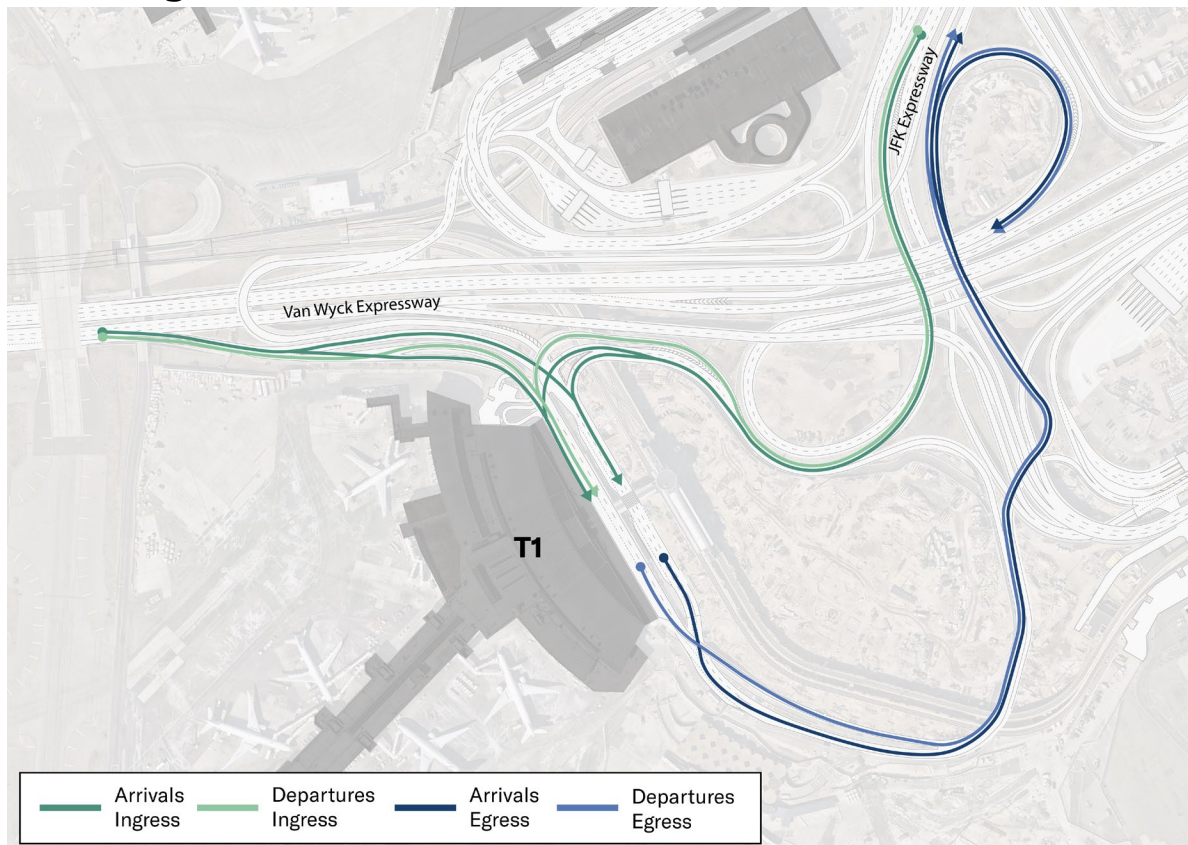 JFK Expressway
Van Wyck Expressway
T1
Arrivals
Ingress
Departures
Ingress
Arrivals
Egress
Departures
Egress